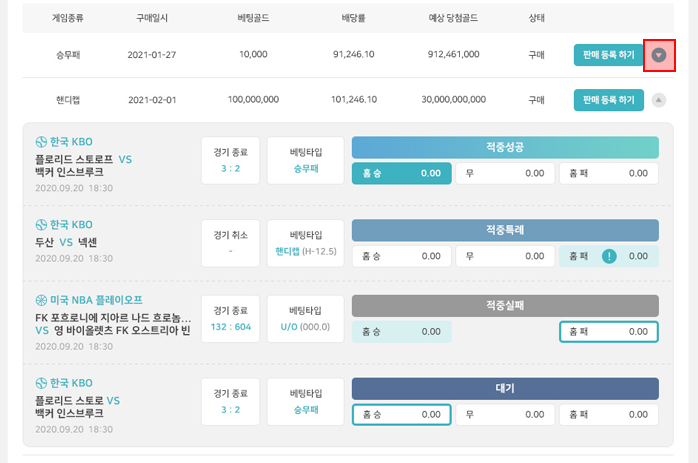 게임종류 구매일시 베팅골드 배당률 예상 당첨골드 상태
승무패 2021-01-27 10,000 91,246.10 912,461,000 구매 판매 등록 하기
핸디캡 2021-02-01 100,000,000 101,246.10 30,000,000,000 구매 판매 등록 하기
한국 KBO
플로리드 스토로프 VS
백커 인스브루크
2020.09.20 18:30
경기 종료
3 : 2
베팅타입
승무패
적중성공
홈 승 0.00 무 0.00 홈 패 0.00
한국 KBO
두산 VS 넥센
2020.09.20 18:30
경기 취소
-
베팅타입
핸디캡 (H-12.5)
적중특례
홈 승 0.00 무 0.00 홈 패 ! 0.00
미국 NBA 플레이오프
FK 포흐로니에 지아르 나드 흐로놈...
VS 영 바이올렛츠 FK 오스트리아 빈
2020.09.20 18:30
경기 종료
132 : 604
베팅타입
U/O (000.0)
적중실패
홈 승 0.00 홈 패 0.00
한국 KBO
플로리드 스토로 VS
백커 인스브루크
2020.09.20 18:30
경기 종료
3 : 2
베팅타입
승무패
대기
홈 승 0.00 무 0.00 홈 패 0.00